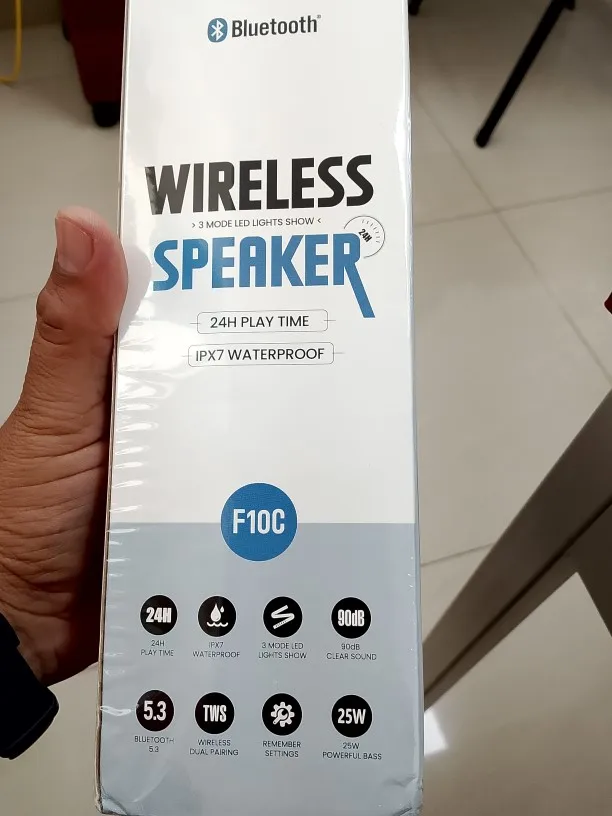 Bluetooth®
WIRELESS
> 3 MODE LED LIGHTS SHOW <
SPEAKER
24H
24H PLAY TIME
IPX7 WATERPROOF
F10C
24H
24H
PLAY TIME
IPX7
WATERPROOF
3 MODE LED
LIGHTS SHOW
90dB
90dB
CLEAR SOUND
5.3
BLUETOOTH
5.3
TWS
WIRELESS
DUAL PAIRING
REMEMBER
SETTINGS
25W
25W
POWERFUL BASS